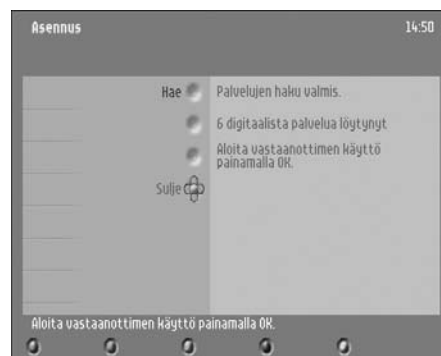 Asennus 14:50
Hae Palvelujen haku valmis.
6 digitaalista palvelua löytynyt
Aloita vastaanottimen käyttö
painamalla OK.
Sulje
Aloita vastaanottimen käyttö painamalla OK.